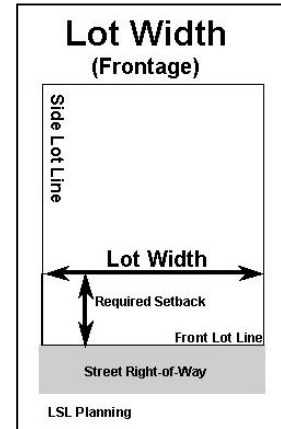 Lot Width
(Frontage)
Side Lot Line
Lot Width
Required Setback
Front Lot Line
Street Right-of-Way
LSL Planning